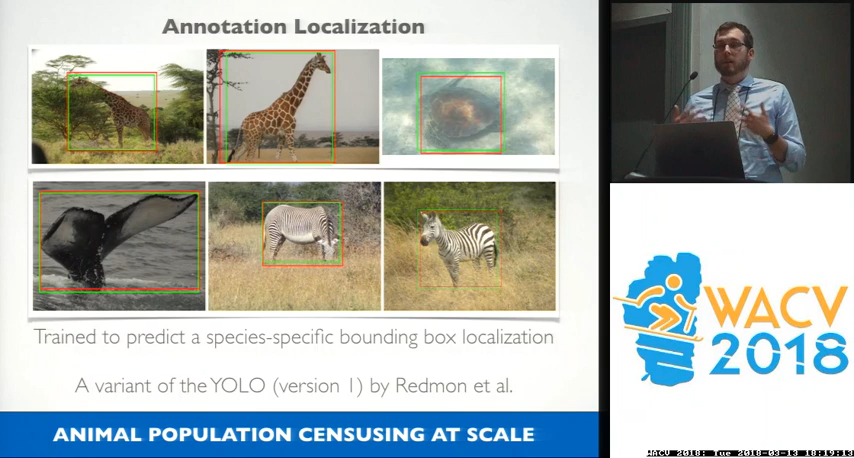 Annotation Localization
Trained to predict a species-specific bounding box localization
A variant of the YOLO (version 1) by Redmon et al.
ANIMAL POPULATION CENSUSING AT SCALE
WACV
2018
WACV 2018: Tue 2018-03-13 18:19:13